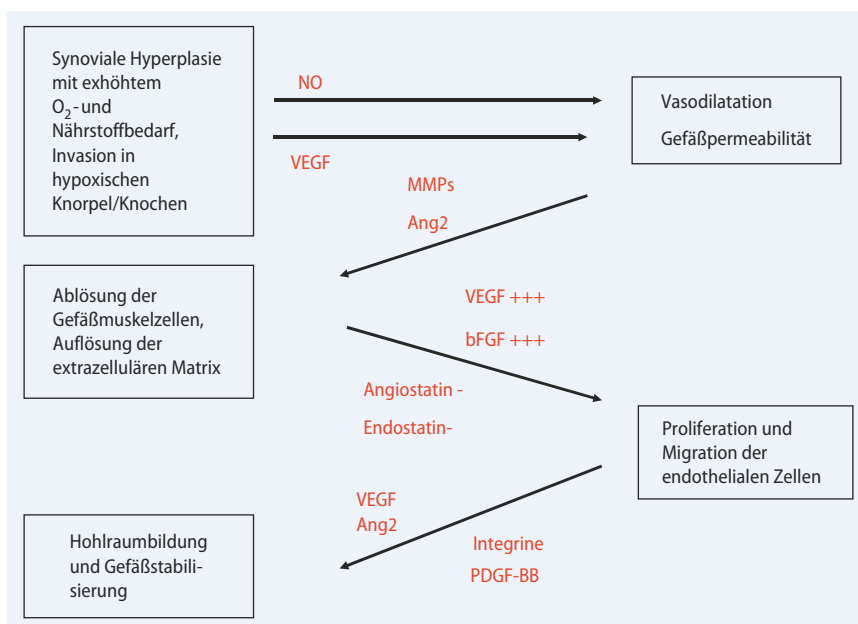 Synoviale Hyperplasie
mit exhöhtem
O₂- und
Nährstoffbedarf,
Invasion in
hypoxischen
Knorpel/Knochen
NO
VEGF
Vasodilatation
Gefäßpermeabilität
MMPs
Ang2
Ablösung der
Gefäßmuskelzellen,
Auflösung der
extrazellulären Matrix
VEGF +++
bFGF +++
Angiostatin -
Endostatin-
Proliferation und
Migration der
endothelialen Zellen
VEGF
Ang2
Integrine
PDGF-BB
Hohlraumbildung
und Gefäßstabili-
sierung